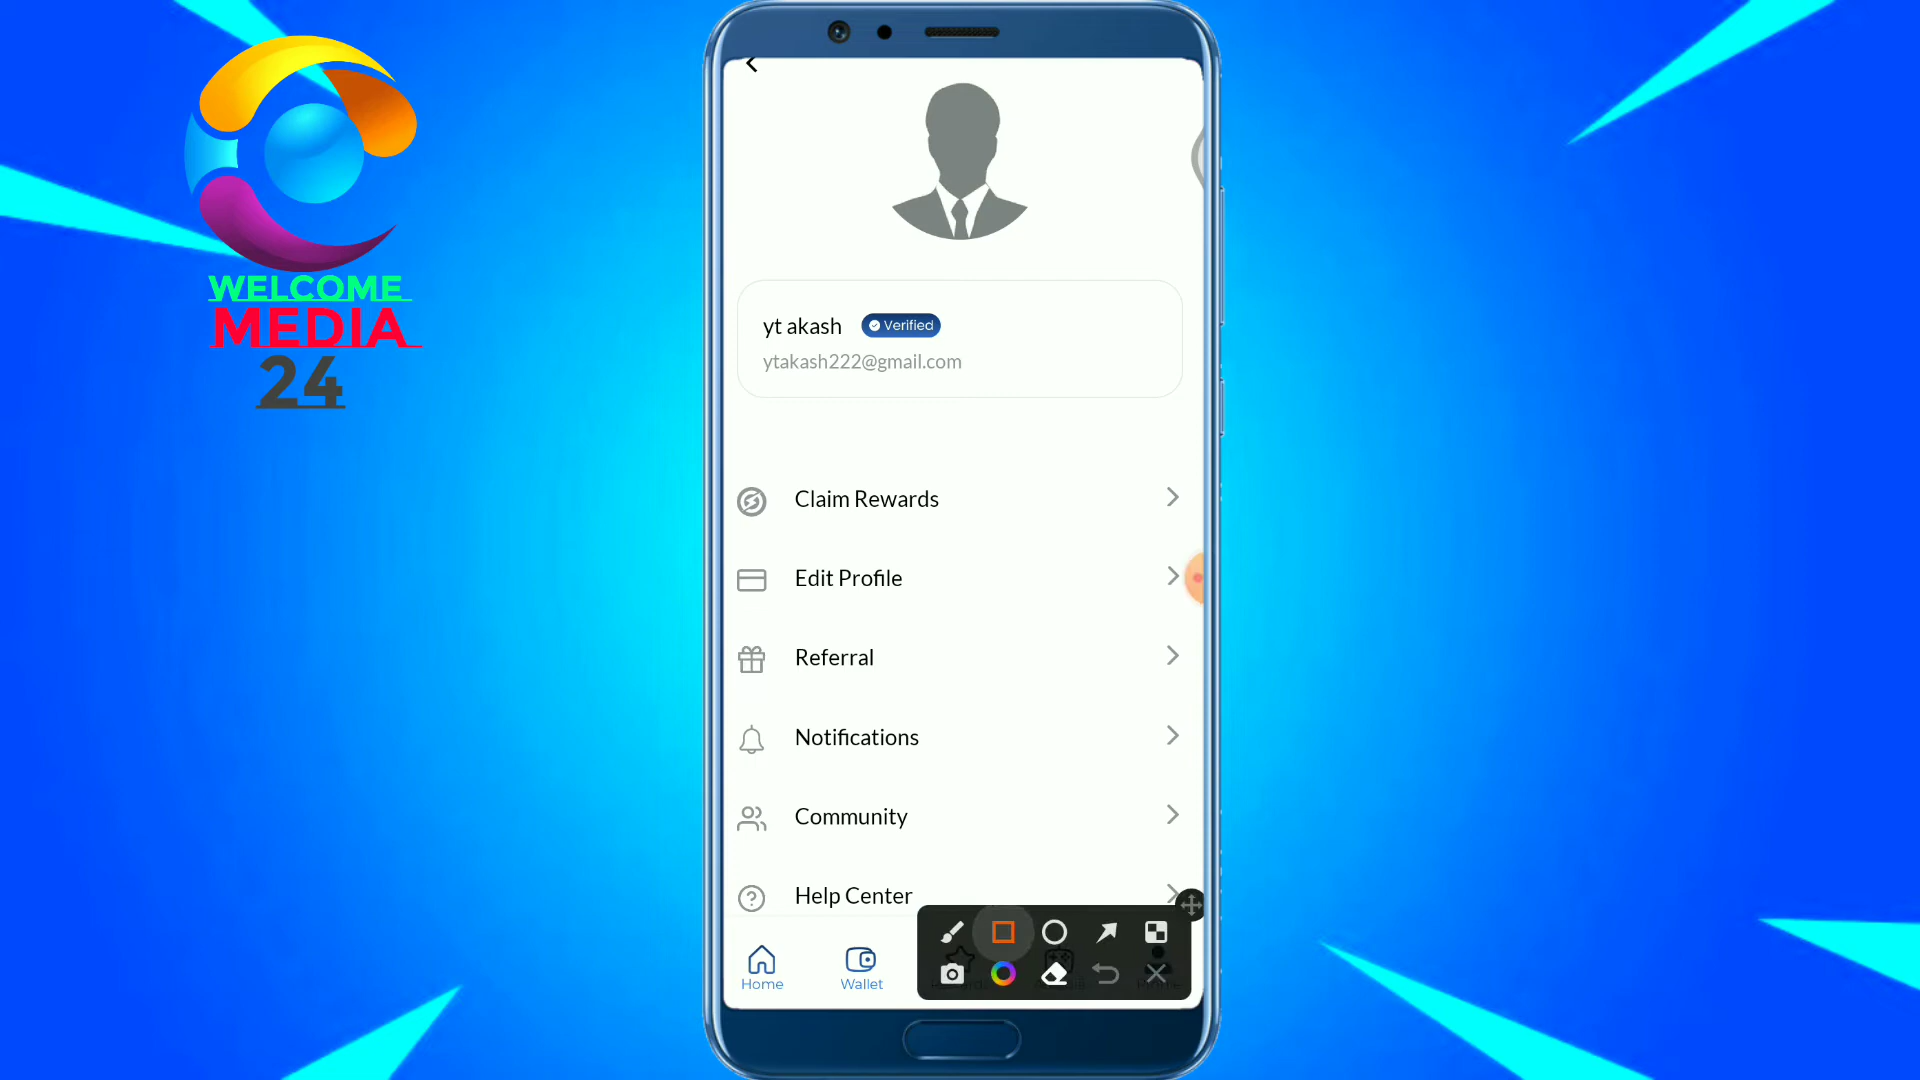 WELCOME
MEDIA
24
yt akash Verified
ytakash222@gmail.com
Claim Rewards
Edit Profile
Referral
Notifications
Community
Help Center
Home
Wallet